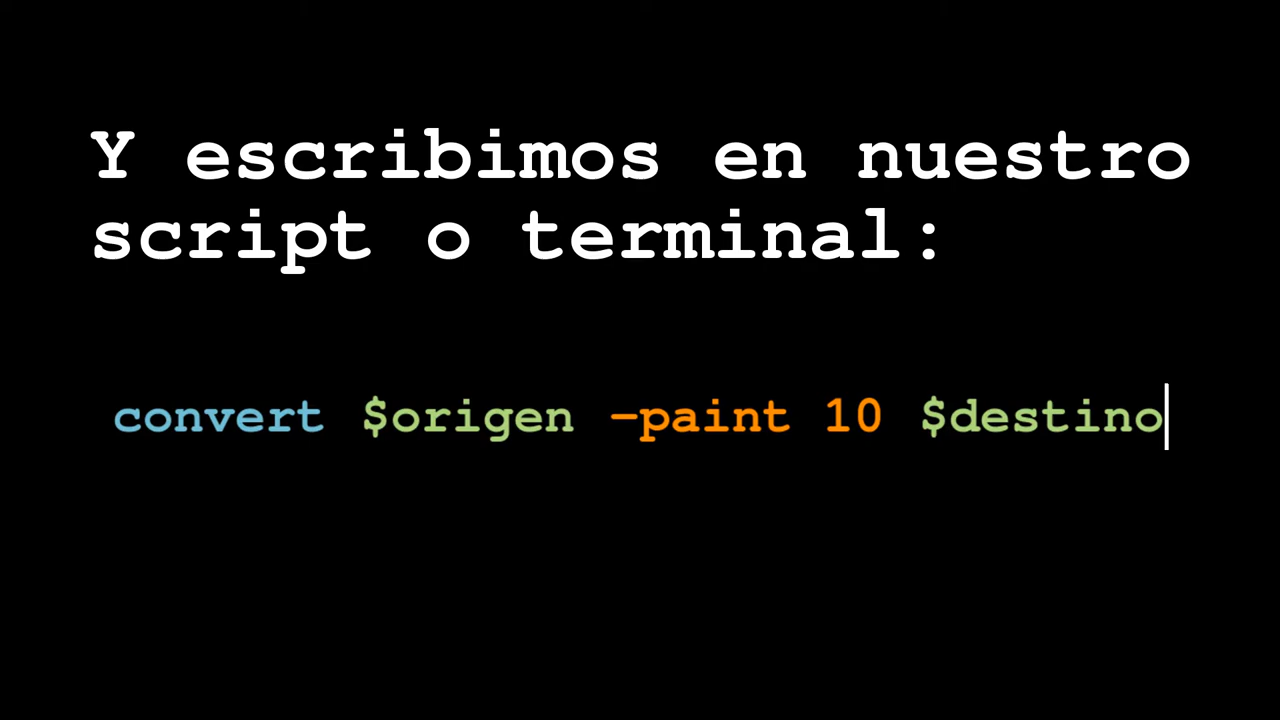 Y escribimos en nuestro
script o terminal:
convert $origen -paint 10 $destino